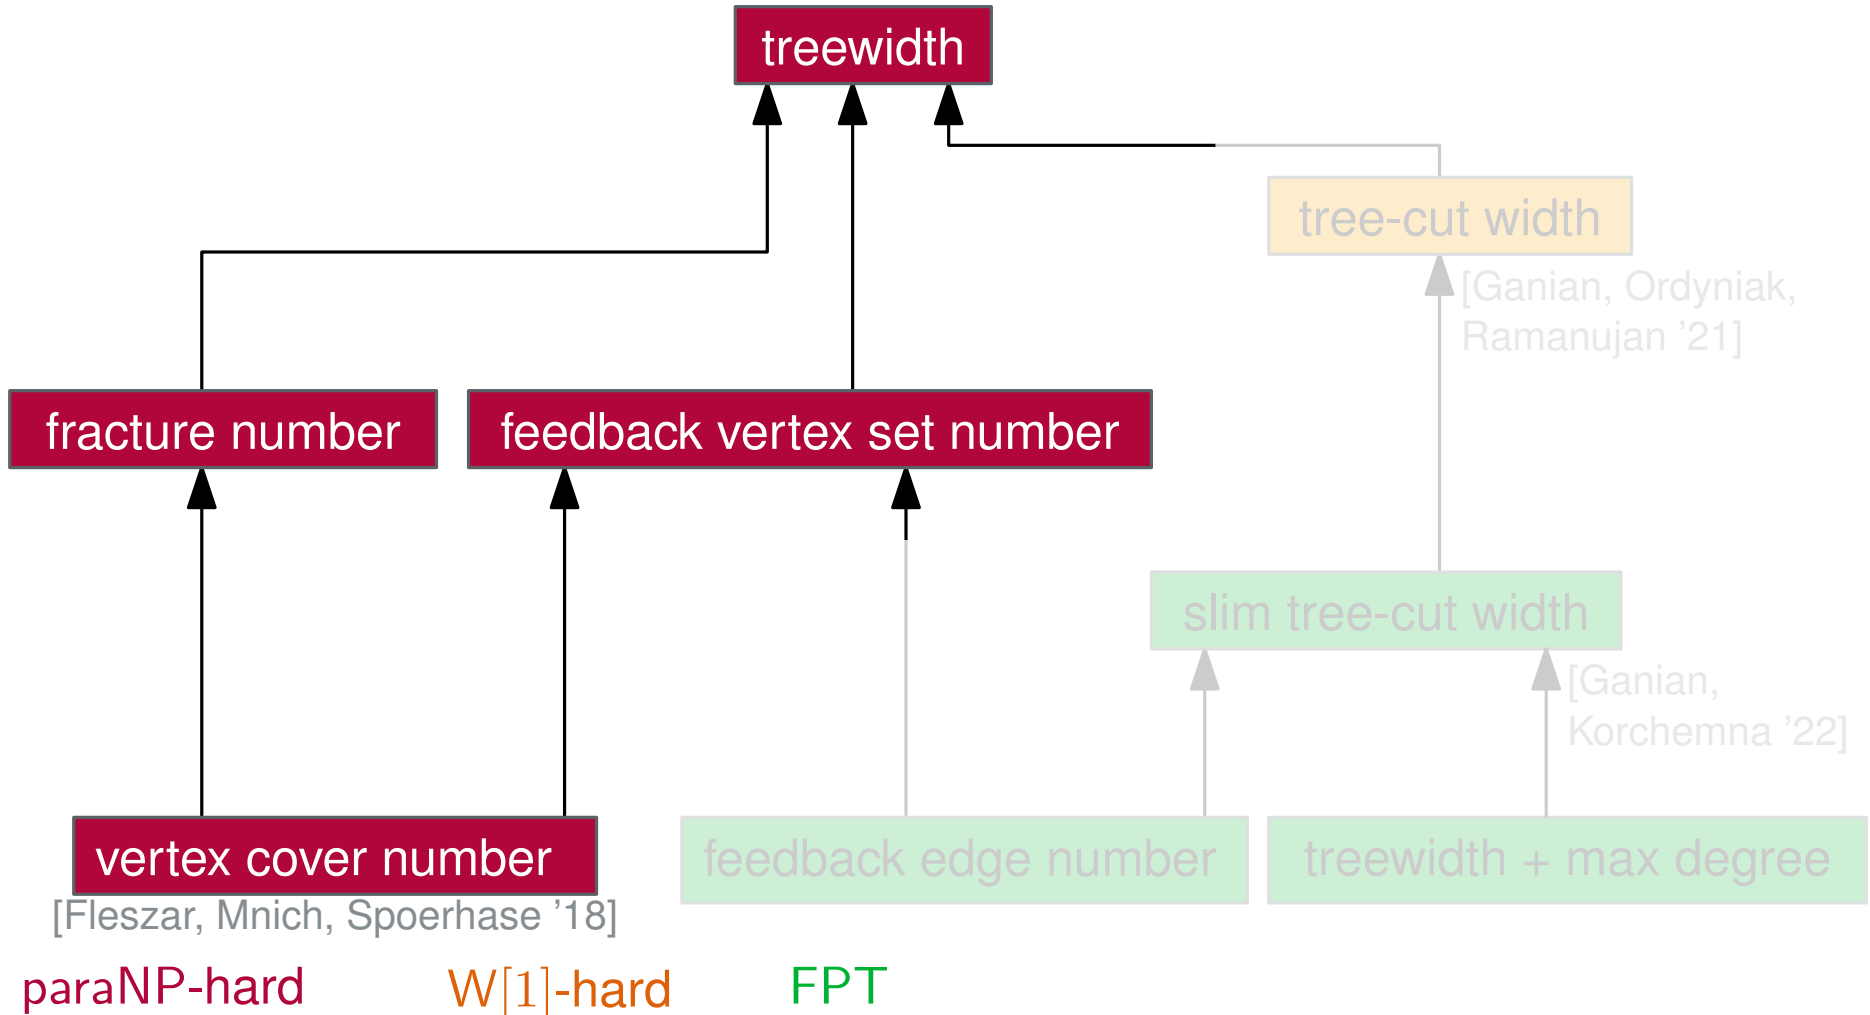 treewidth
tree-cut width
[Ganian, Ordyniak,
Ramanujan ’21]
fracture number
feedback vertex set number
slim tree-cut width
[Ganian,
Korchemna ’22]
vertex cover number
feedback edge number
treewidth + max degree
[Fleszar, Mnich, Spoerhase ’18]
paraNP-hard
W[1]-hard
FPT